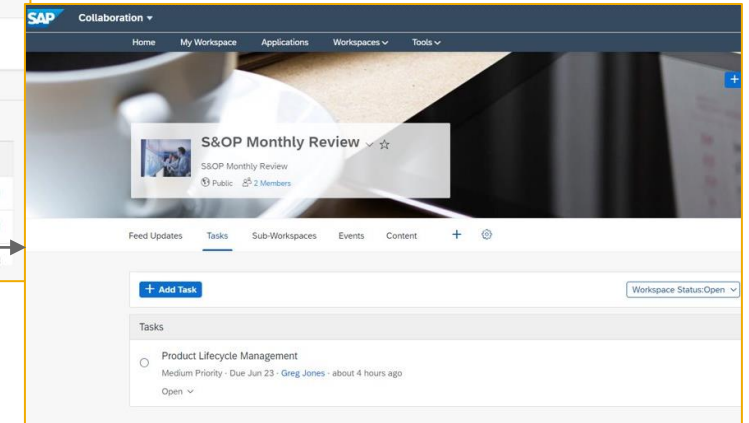 SAP Collaboration
Home My Workspace Applications Workspaces Tools
+
S&OP Monthly Review
S&OP Monthly Review
Public 2 Members
Feed Updates Tasks Sub-Workspaces Events Content +
+ Add Task Workspace Status:Open
Tasks
Product Lifecycle Management
Medium Priority - Due Jun 23 - Greg Jones - about 4 hours ago
Open